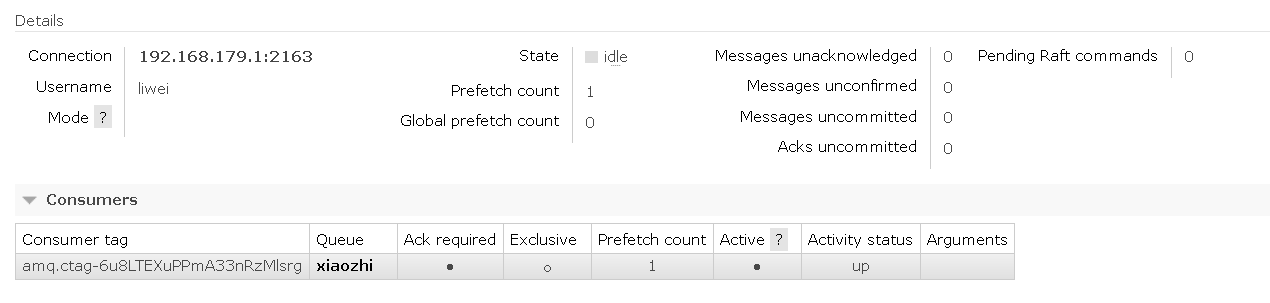 Details
Connection 192.168.179.1:2163
Username liwei
Mode ?
State idle
Prefetch count 1
Global prefetch count 0
Messages unacknowledged 0
Messages unconfirmed 0
Messages uncommitted 0
Acks uncommitted 0
Pending Raft commands 0
Consumers
Consumer tag Queue Ack required Exclusive Prefetch count Active ? Activity status Arguments
amq.ctag-6u8LTEXuPPmA33nRzMlsrg xiaozhi ● ○ 1 ● up